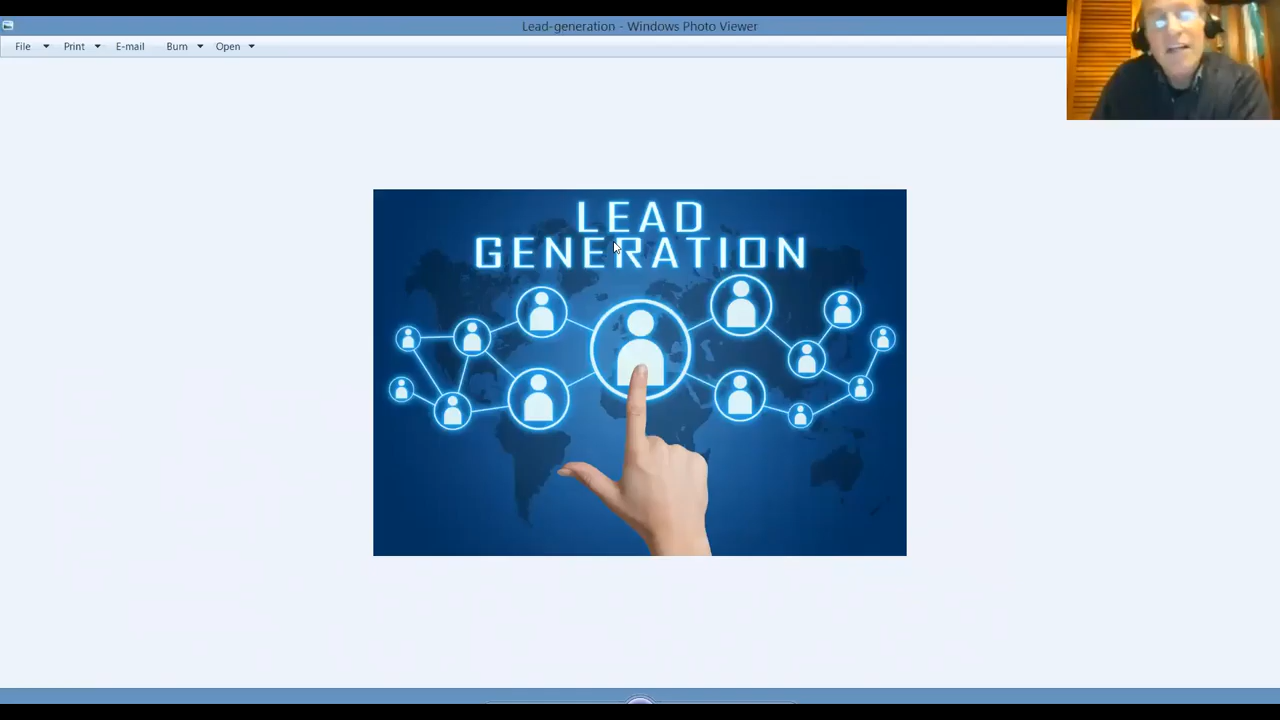 Lead-generation - Windows Photo Viewer
File Print E-mail Burn Open
LEAD
GENERATION